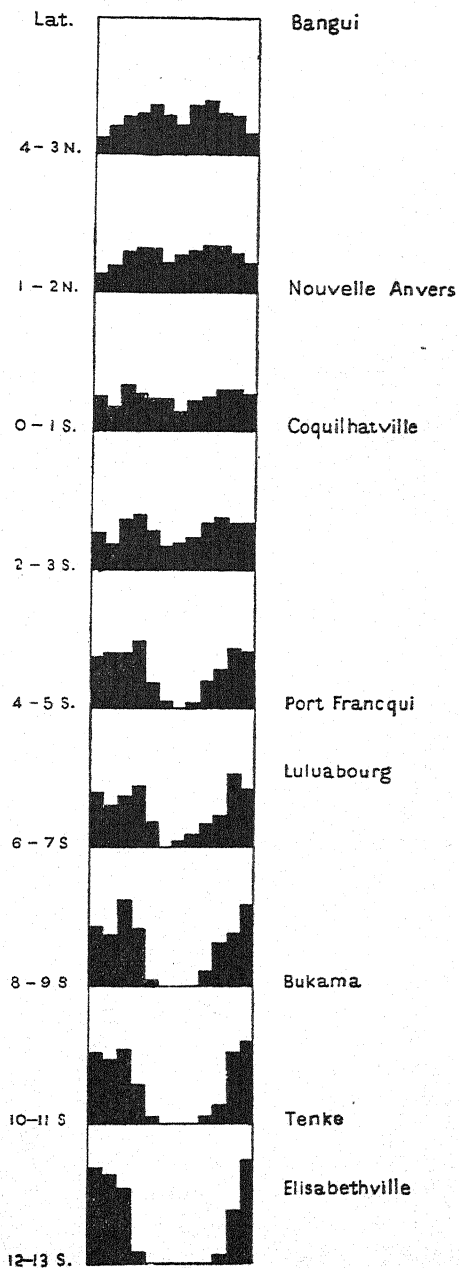 Lat. Bangui
4-3 N.
1-2 N. Nouvelle Anvers
0-1 S. Coquilhatville
2-3 S.
4-5 S. Port Francqui
Luluabourg
6-7 S
8-9 S Bukama
10-11 S Tenke
Elisabethville
12-13 S.